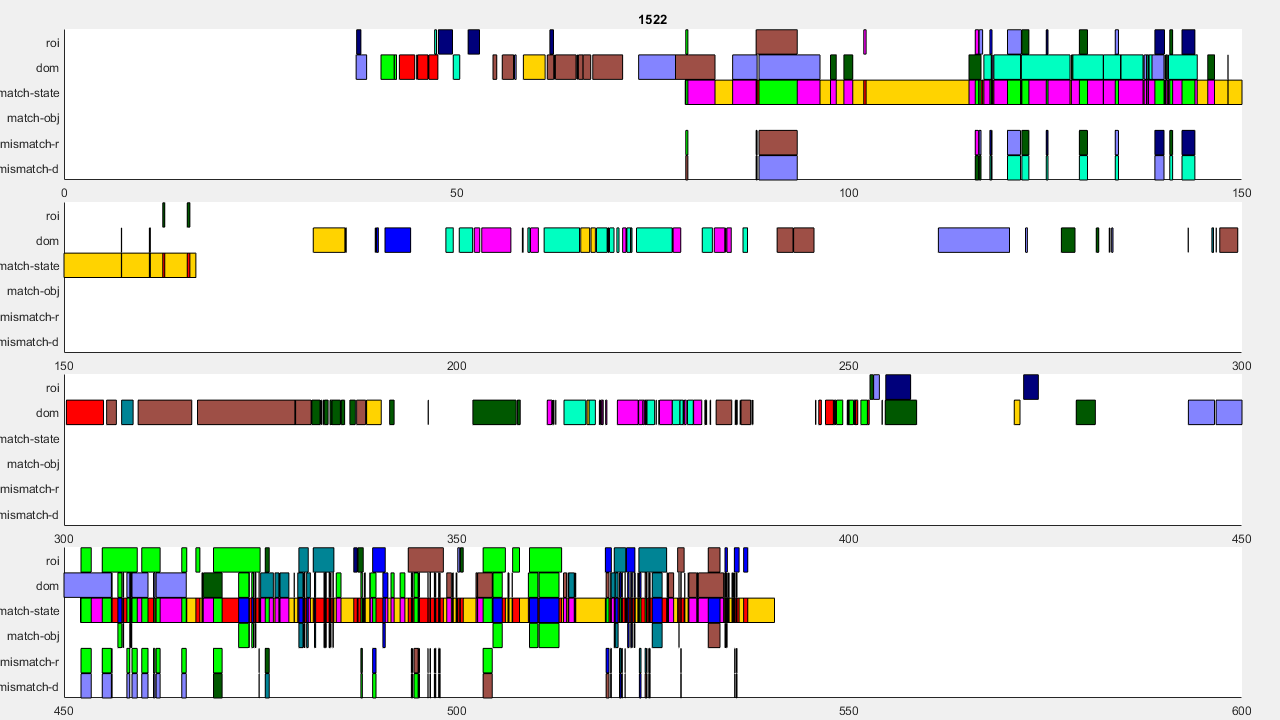 1522
roi
dom
match-state
match-obj
mismatch-r
mismatch-d
0 50 100 150
roi
dom
match-state
match-obj
mismatch-r
mismatch-d
150 200 250 300
roi
dom
match-state
match-obj
mismatch-r
mismatch-d
300 350 400 450
roi
dom
match-state
match-obj
mismatch-r
mismatch-d
450 500 550 600